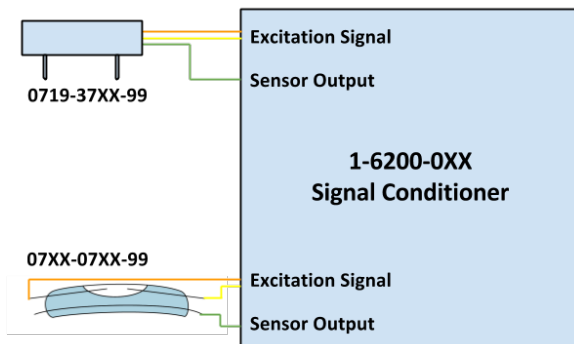 Excitation Signal
Sensor Output
0719-37XX-99
1-6200-0XX
Signal Conditioner
07XX-07XX-99
Excitation Signal
Sensor Output